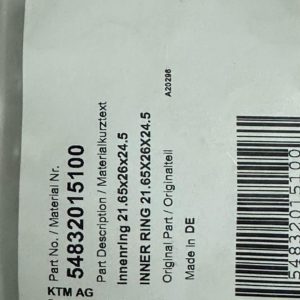 KTM AG
Part No. / Material Nr.
54832015100
Part Description / Materialkurztext
Innenring 21.65x26x24.5
INNER RING 21.65X26X24.5
Original Part / Originalteil
Made in DE
A20296
54832015100